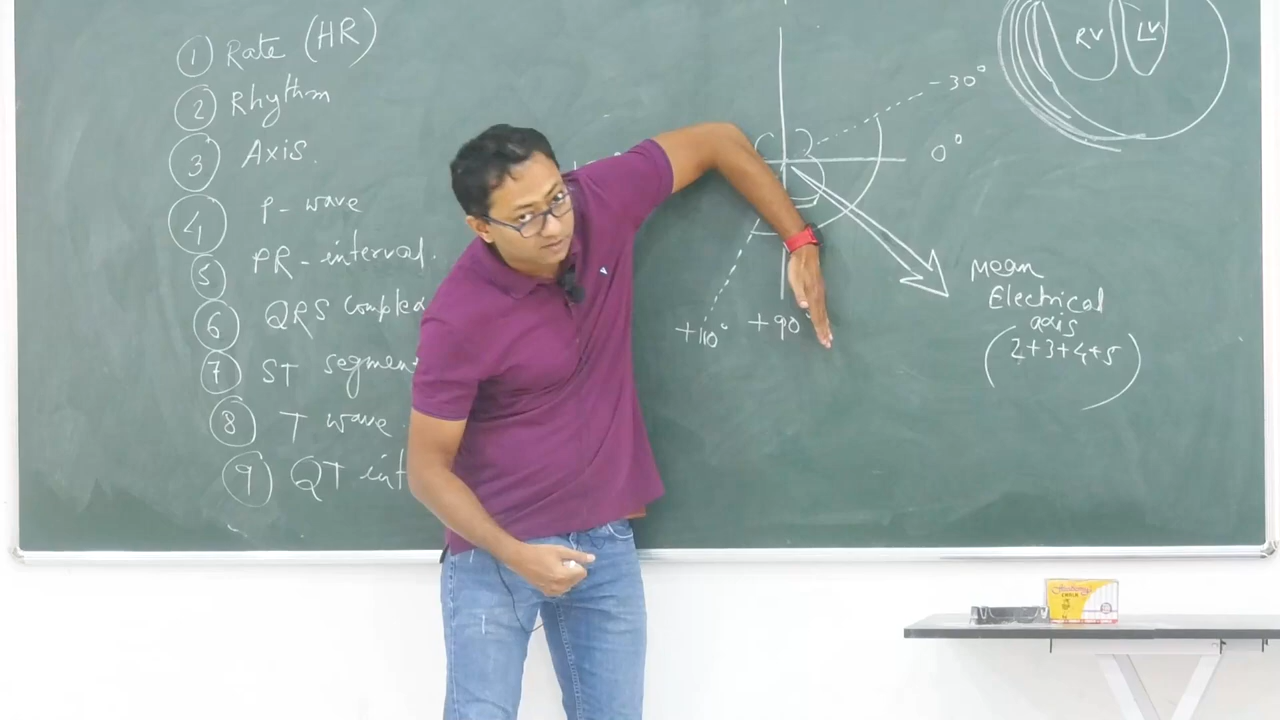 1 Rate (HR)
2 Rhythm
3 Axis.
4 P-wave
5 PR-interval.
6 QRS complex
7 ST segmen
8 T wave.
9 QT int
RV LV
-30°
0°
+110° +90°
Mean
Electrical
axis
(2+3+4+5)